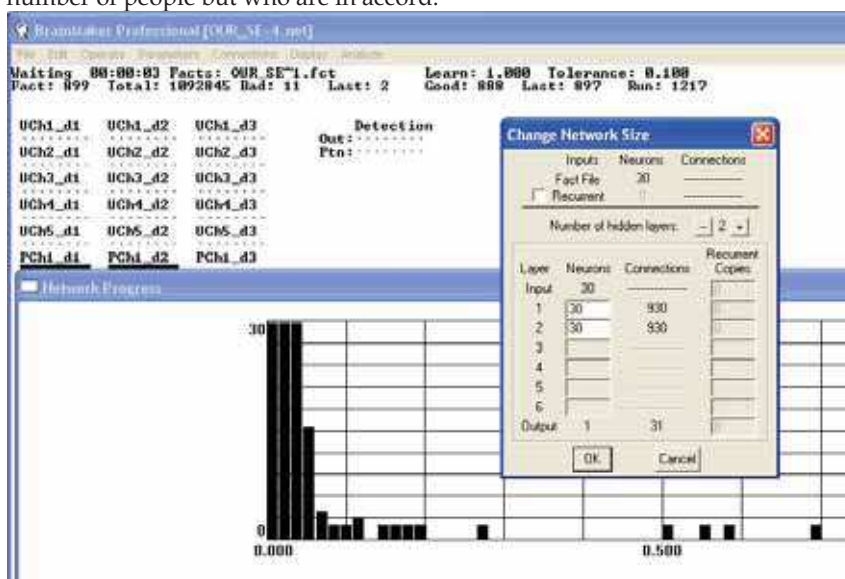 number of people but who are in accord.
BrainMaker Professional [OUR_SE~4.net]
File Edit Operate Parameters Connections Display Analyze
Waiting 00:00:03 Facts: OUR_SE~1.fct Learn: 1.000 Tolerance: 0.100
Fact: 899 Total: 1092845 Bad: 11 Last: 2 Good: 888 Last: 897 Run: 1217
UCh1_d1 UCh1_d2 UCh1_d3 Detection
Out:
UCh2_d1 UCh2_d2 UCh2_d3 Ptn:
UCh3_d1 UCh3_d2 UCh3_d3
UCh4_d1 UCh4_d2 UCh4_d3
UCh5_d1 UCh5_d2 UCh5_d3
PCh1_d1 PCh1_d2 PCh1_d3
Change Network Size
Inputs Neurons Connections
Fact File 30
Recurrent 0
Number of hidden layers: - 2 +
Layer Neurons Connections Recurrent Copies
Input 30 0
1 30 930 0
2 30 930 0
3
4
5
6
Output 1 31 0
OK Cancel
Network Progress
30
0
0.000 0.500